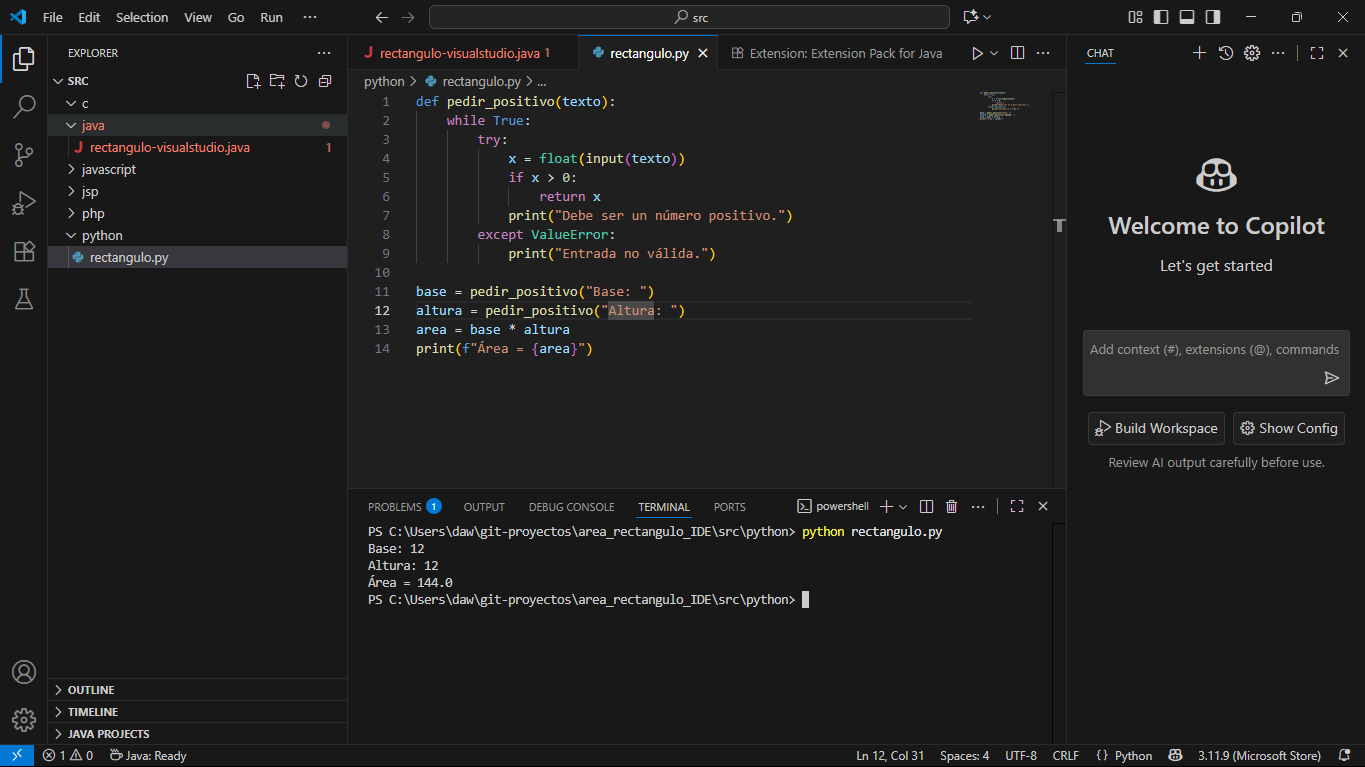 File Edit Selection View Go Run ··· src
EXPLORER ···
SRC
c
java
J rectangulo-visualstudio.java 1
javascript
jsp
php
python
rectangulo.py
OUTLINE
TIMELINE
JAVA PROJECTS
J rectangulo-visualstudio.java 1 rectangulo.py Extension: Extension Pack for Java ···
python > rectangulo.py > ...
1 def pedir_positivo(texto):
2 while True:
3 try:
4 x = float(input(texto))
5 if x > 0:
6 return x
7 print("Debe ser un número positivo.")
8 except ValueError:
9 print("Entrada no válida.")
10
11 base = pedir_positivo("Base: ")
12 altura = pedir_positivo("Altura: ")
13 area = base * altura
14 print(f"Área = {area}")
PROBLEMS 1 OUTPUT DEBUG CONSOLE TERMINAL PORTS powershell ···
PS C:\Users\daw\git-proyectos\area_rectangulo_IDE\src\python> python rectangulo.py
Base: 12
Altura: 12
Área = 144.0
PS C:\Users\daw\git-proyectos\area_rectangulo_IDE\src\python>
CHAT ···
Welcome to Copilot
Let's get started
Add context (#), extensions (@), commands
Build Workspace Show Config
Review AI output carefully before use.
1 0 Java: Ready Ln 12, Col 31 Spaces: 4 UTF-8 CRLF {} Python 3.11.9 (Microsoft Store)